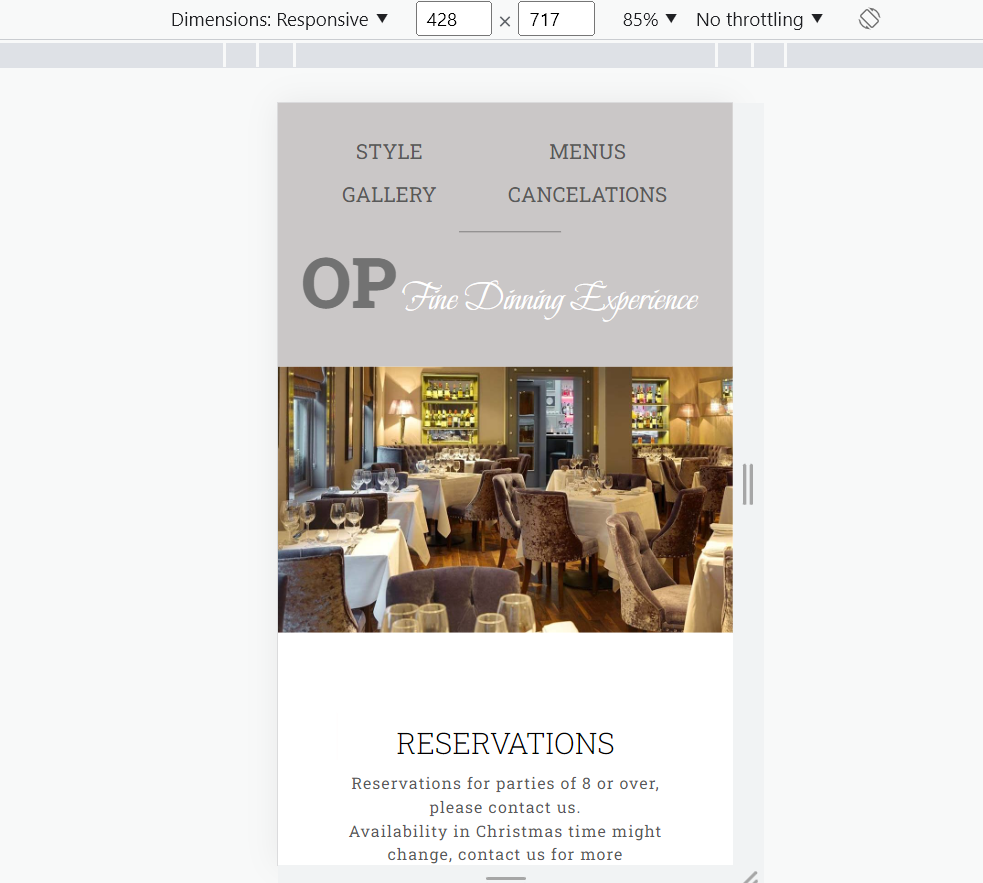 Dimensions: Responsive ▼ 428 × 717 85% ▼ No throttling ▼
STYLE MENUS
GALLERY CANCELATIONS
OP Fine Dinning Experience
RESERVATIONS
Reservations for parties of 8 or over,
please contact us.
Availability in Christmas time might
change, contact us for more